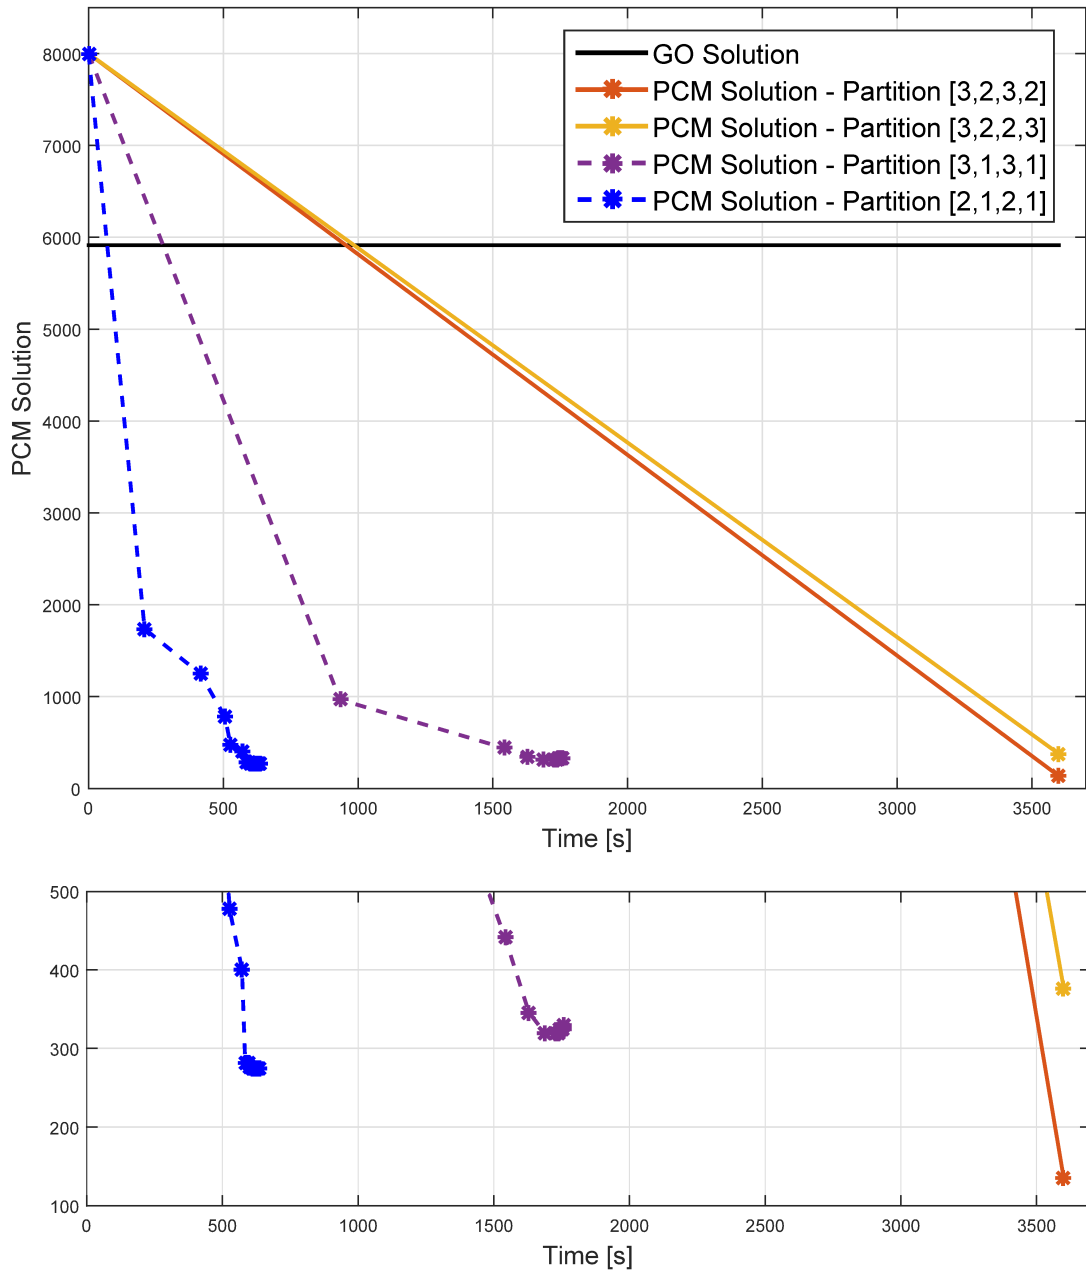 8000
7000
6000
5000
4000
3000
2000
1000
0
PCM Solution
GO Solution
PCM Solution - Partition [3,2,3,2]
PCM Solution - Partition [3,2,2,3]
PCM Solution - Partition [3,1,3,1]
PCM Solution - Partition [2,1,2,1]
0 500 1000 1500 2000 2500 3000 3500
Time [s]
500
400
300
200
100
0 500 1000 1500 2000 2500 3000 3500
Time [s]